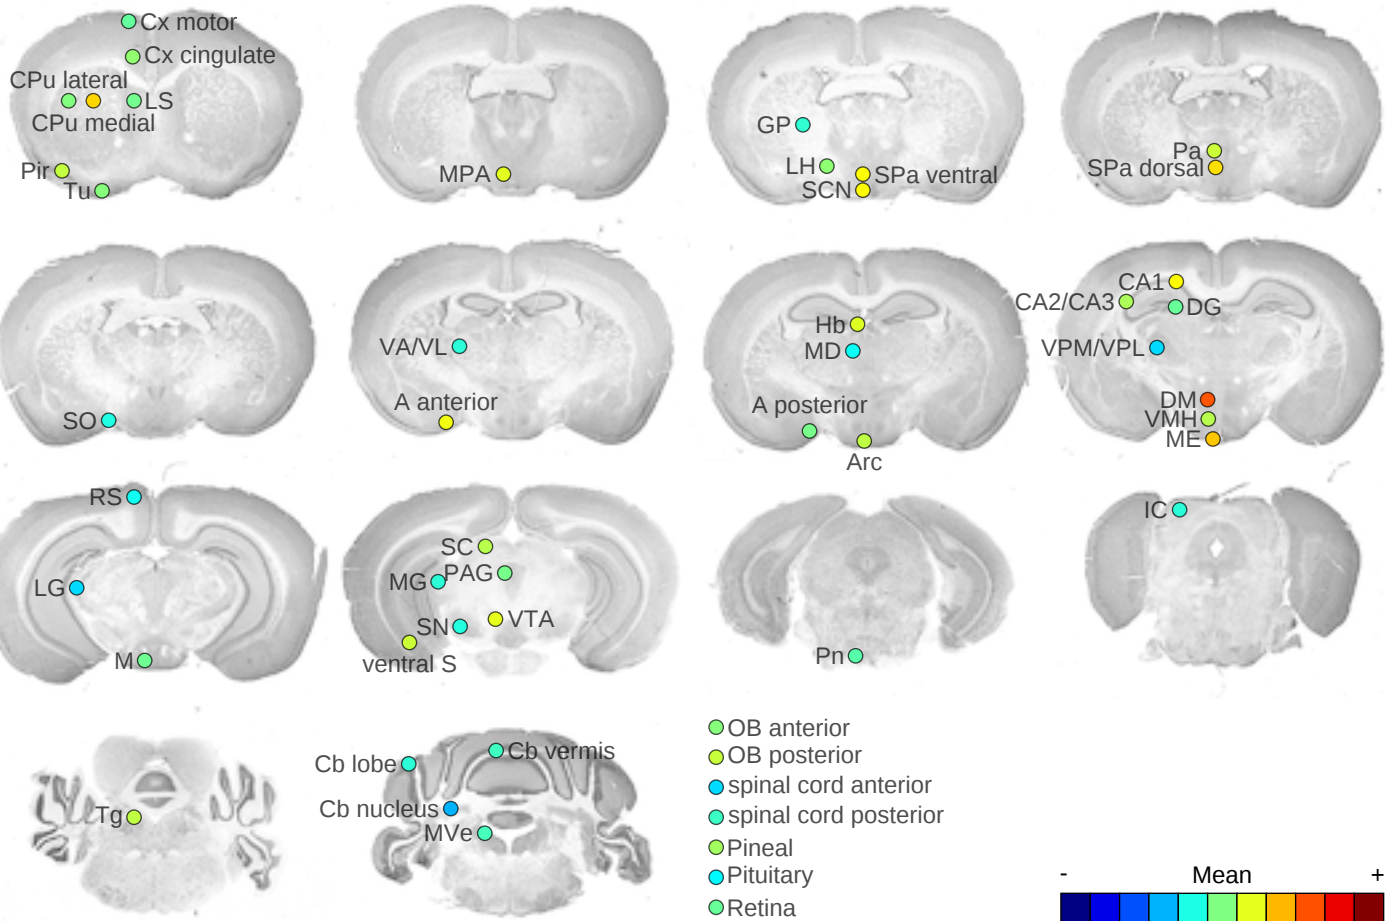 Cx motor
Cx cingulate
CPu lateral
LS
CPu medial
Pir
Tu
MPA
GP
LH
SPa ventral
SCN
Pa
SPa dorsal
SO
VA/VL
A anterior
Hb
MD
A posterior
Arc
CA1
CA2/CA3
DG
VPM/VPL
DM
VMH
ME
RS
LG
M
SC
PAG
MG
SN
VTA
ventral S
Pn
IC
Tg
Cb lobe
Cb vermis
Cb nucleus
MVe
OB anterior
OB posterior
spinal cord anterior
spinal cord posterior
Pineal
Pituitary
Retina
- Mean +